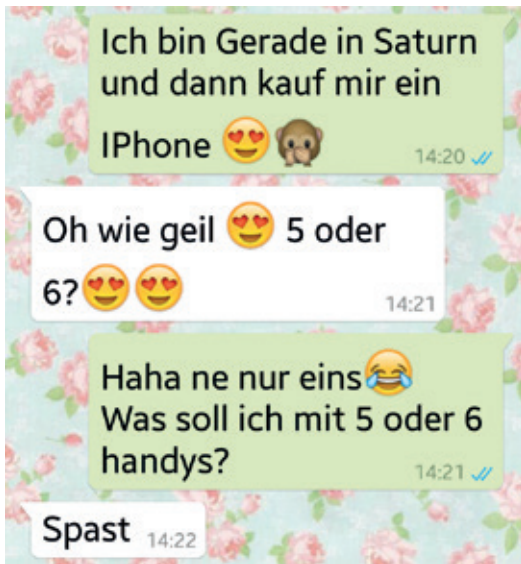 Ich bin Gerade in Saturn
und dann kauf mir ein
IPhone 😍🙊
14:20
Oh wie geil 😍 5 oder
6?😍😍
14:21
Haha ne nur eins😂
Was soll ich mit 5 oder 6
handys?
14:21
Spast 14:22